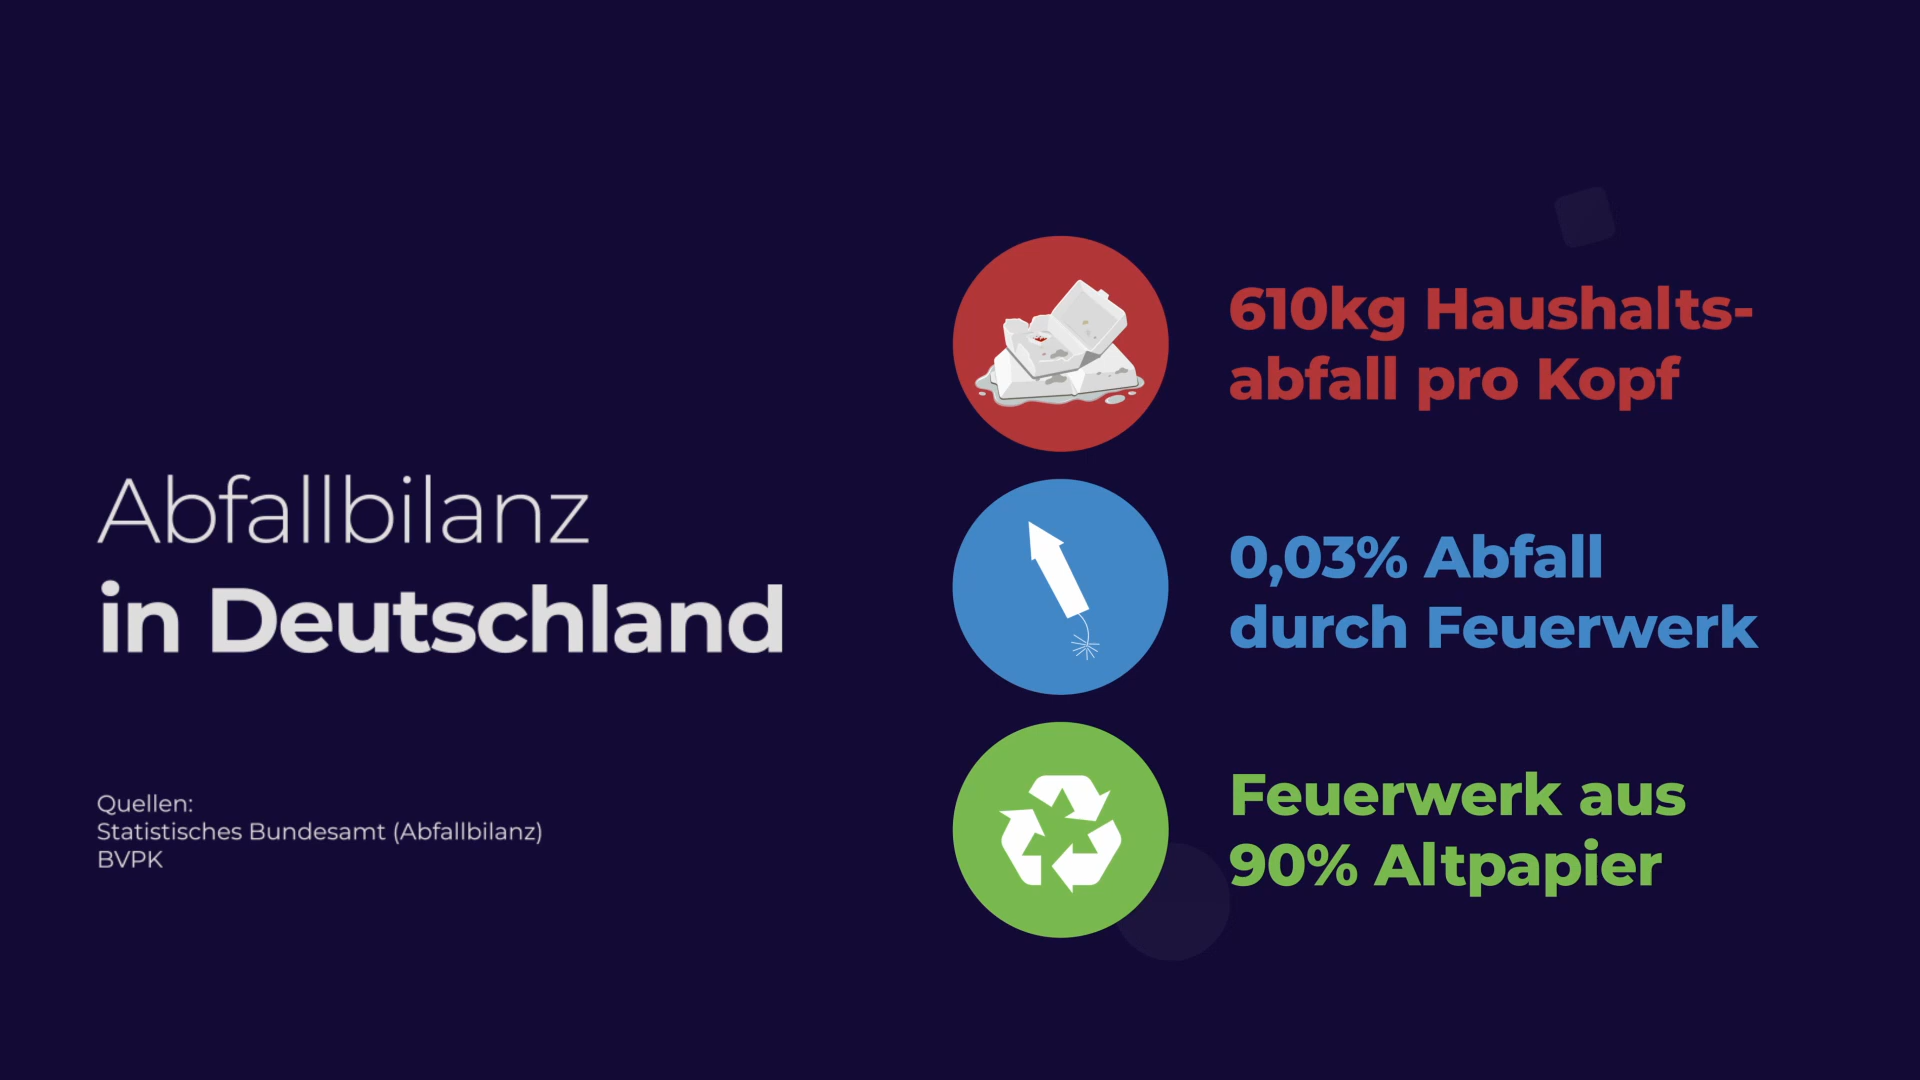 Abfallbilanz
in Deutschland
Quellen:
Statistisches Bundesamt (Abfallbilanz)
BVPK
610kg Haushalts-
abfall pro Kopf
0,03% Abfall
durch Feuerwerk
Feuerwerk aus
90% Altpapier